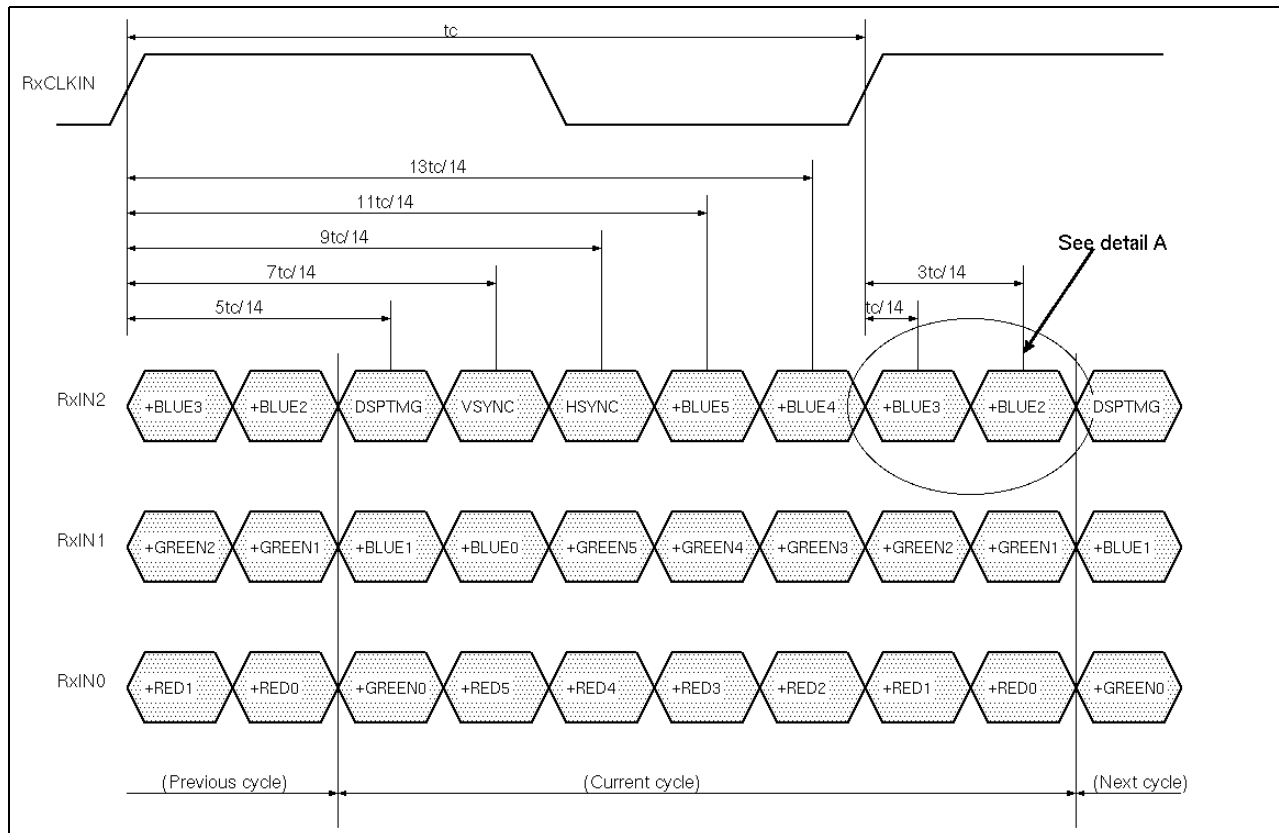 tc
RxCLKIN
13tc/14
11tc/14
9tc/14
See detail A
7tc/14
3tc/14
5tc/14
tc/14
RxIN2 +BLUE3 +BLUE2 DSPTMG VSYNC HSYNC +BLUE5 +BLUE4 +BLUE3 +BLUE2 DSPTMG
RxIN1 +GREEN2 +GREEN1 +BLUE1 +BLUE0 +GREEN5 +GREEN4 +GREEN3 +GREEN2 +GREEN1 +BLUE1
RxIN0 +RED1 +RED0 +GREEN0 +RED5 +RED4 +RED3 +RED2 +RED1 +RED0 +GREEN0
(Previous cycle) (Current cycle) (Next cycle)